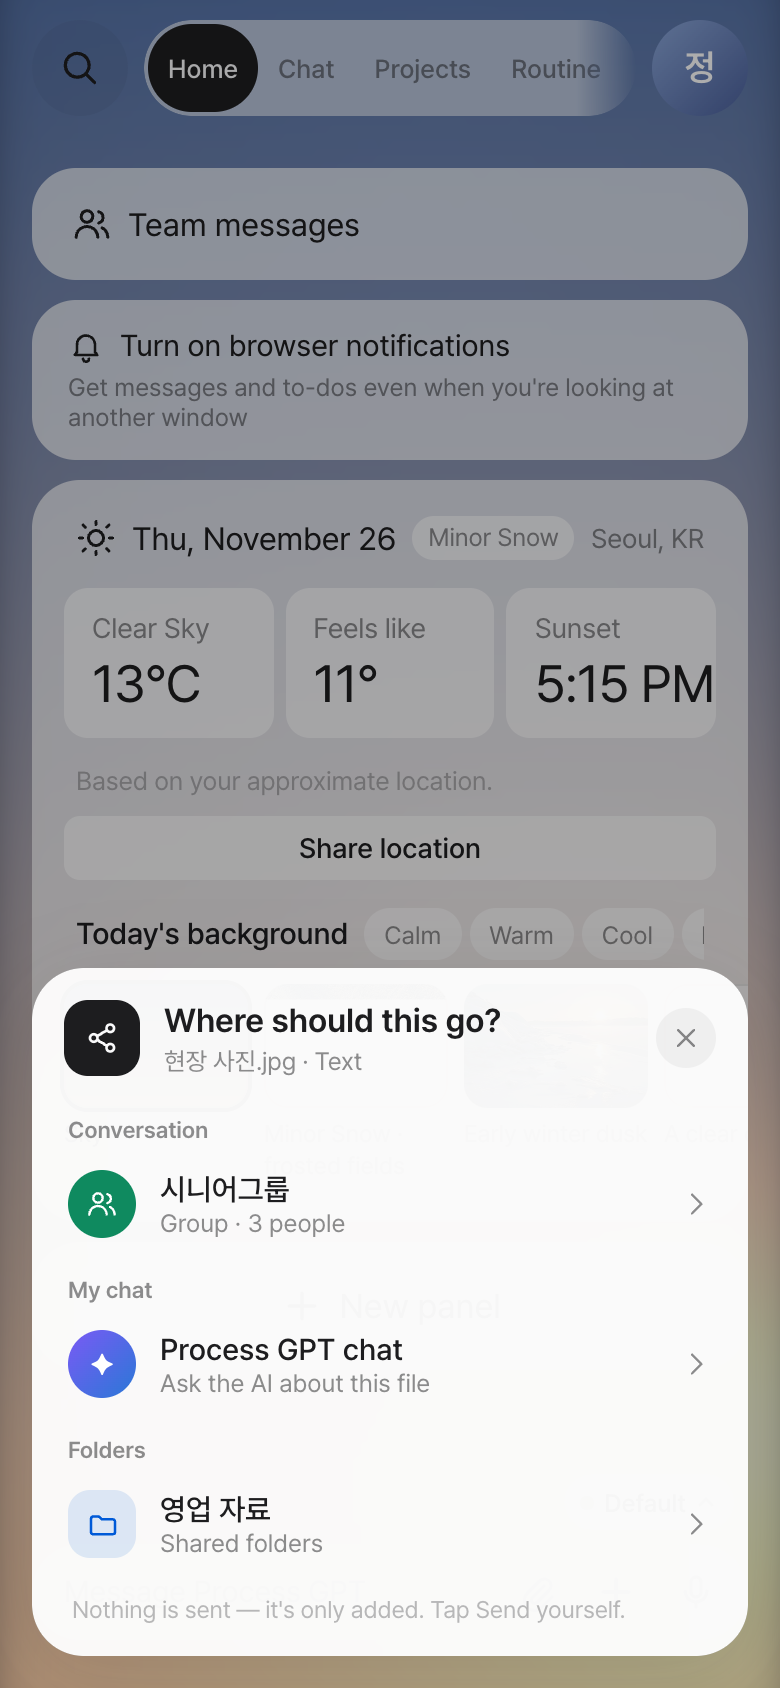 Home Chat Projects Routine 정
Team messages
Turn on browser notifications
Get messages and to-dos even when you're looking at
another window
Thu, November 26 Minor Snow Seoul, KR
Clear Sky Feels like Sunset
13°C 11° 5:15 PM
Based on your approximate location.
Share location
Today's background Calm Warm Cool
Where should this go?
현장 사진.jpg · Text
Conversation
시니어그룹
Group · 3 people
My chat
New panel
Process GPT chat
Ask the AI about this file
Folders
영업 자료
Default
Shared folders
Nothing is sent — it's only added. Tap Send yourself.